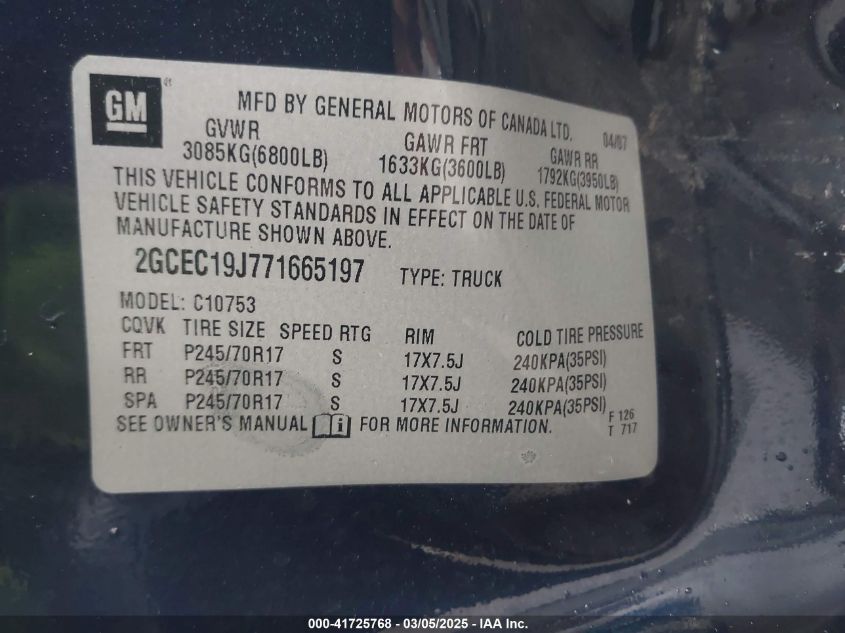 GM
MFD BY GENERAL MOTORS OF CANADA LTD. 04/07
GVWR GAWR FRT GAWR RR
3085KG(6800LB) 1633KG(3600LB) 1792KG(3950LB)
THIS VEHICLE CONFORMS TO ALL APPLICABLE U.S. FEDERAL MOTOR
VEHICLE SAFETY STANDARDS IN EFFECT ON THE DATE OF
MANUFACTURE SHOWN ABOVE.
2GCEC19J771665197 TYPE: TRUCK
MODEL: C10753
CQVK TIRE SIZE SPEED RTG RIM COLD TIRE PRESSURE
FRT P245/70R17 S 17X7.5J 240KPA(35PSI)
RR P245/70R17 S 17X7.5J 240KPA(35PSI)
SPA P245/70R17 S 17X7.5J 240KPA(35PSI)
SEE OWNER'S MANUAL FOR MORE INFORMATION.
F 126
T 717
000-41725768 - 03/05/2025 - IAA, Inc.